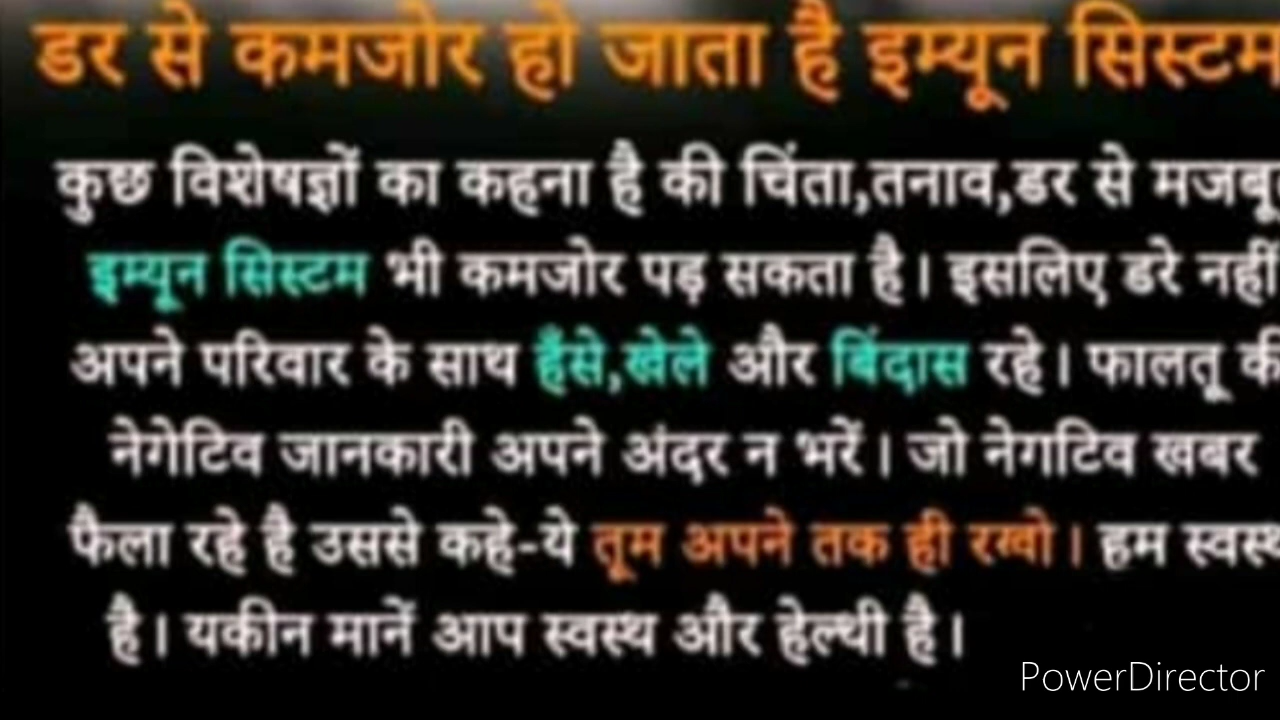 डर से कमजोर हो जाता है इम्यून सिस्टम
कुछ विशेषज्ञों का कहना है की चिंता,तनाव,डर से
इम्यून सिस्टम भी कमजोर पड़ सकता है। इसलिए डरे नहीं
अपने परिवार के साथ हँसे,खेले और बिंदास रहे। फालतू की
नेगेटिव जानकारी अपने अंदर न भरें। जो नेगटिव खबर
फैला रहे है उससे कहे-ये तूम अपने तक ही रखो। हम
है। यकीन मानें आप स्वस्थ और हेल्थी है।
PowerDirector